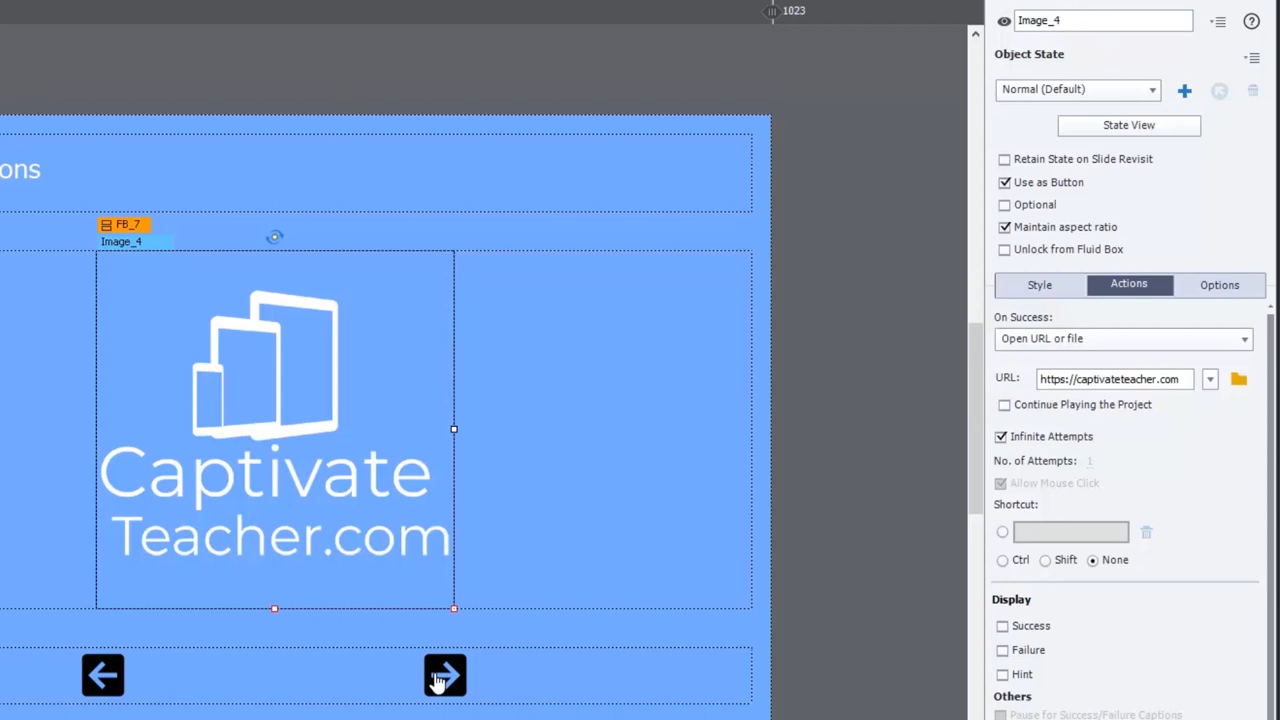 1023
Image_4
Object State
Normal (Default)
State View
Retain State on Slide Revisit
Use as Button
Optional
Maintain aspect ratio
Unlock from Fluid Box
Style Actions Options
On Success:
Open URL or file
URL: https://captivateteacher.com
Continue Playing the Project
Infinite Attempts
No. of Attempts: 1
Allow Mouse Click
Shortcut:
Ctrl Shift None
Display
Success
Failure
Hint
Others
Pause for Success/Failure Captions
ons
FB_7
Image_4
Captivate
Teacher.com